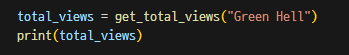 total_views = get_total_views("Green Hell")
print(total_views)